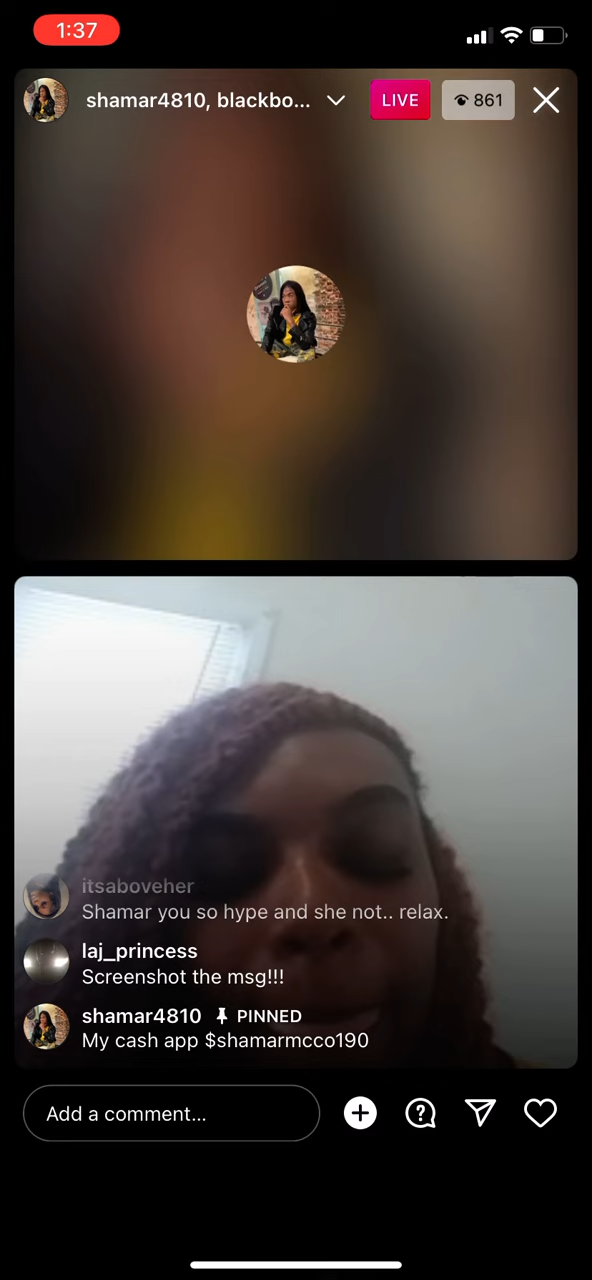 1:37
shamar4810, blackbo...
LIVE
861
itsaboveher
Shamar you so hype and she not.. relax.
laj_princess
Screenshot the msg!!!
shamar4810 PINNED
My cash app $shamarmcco190
Add a comment...